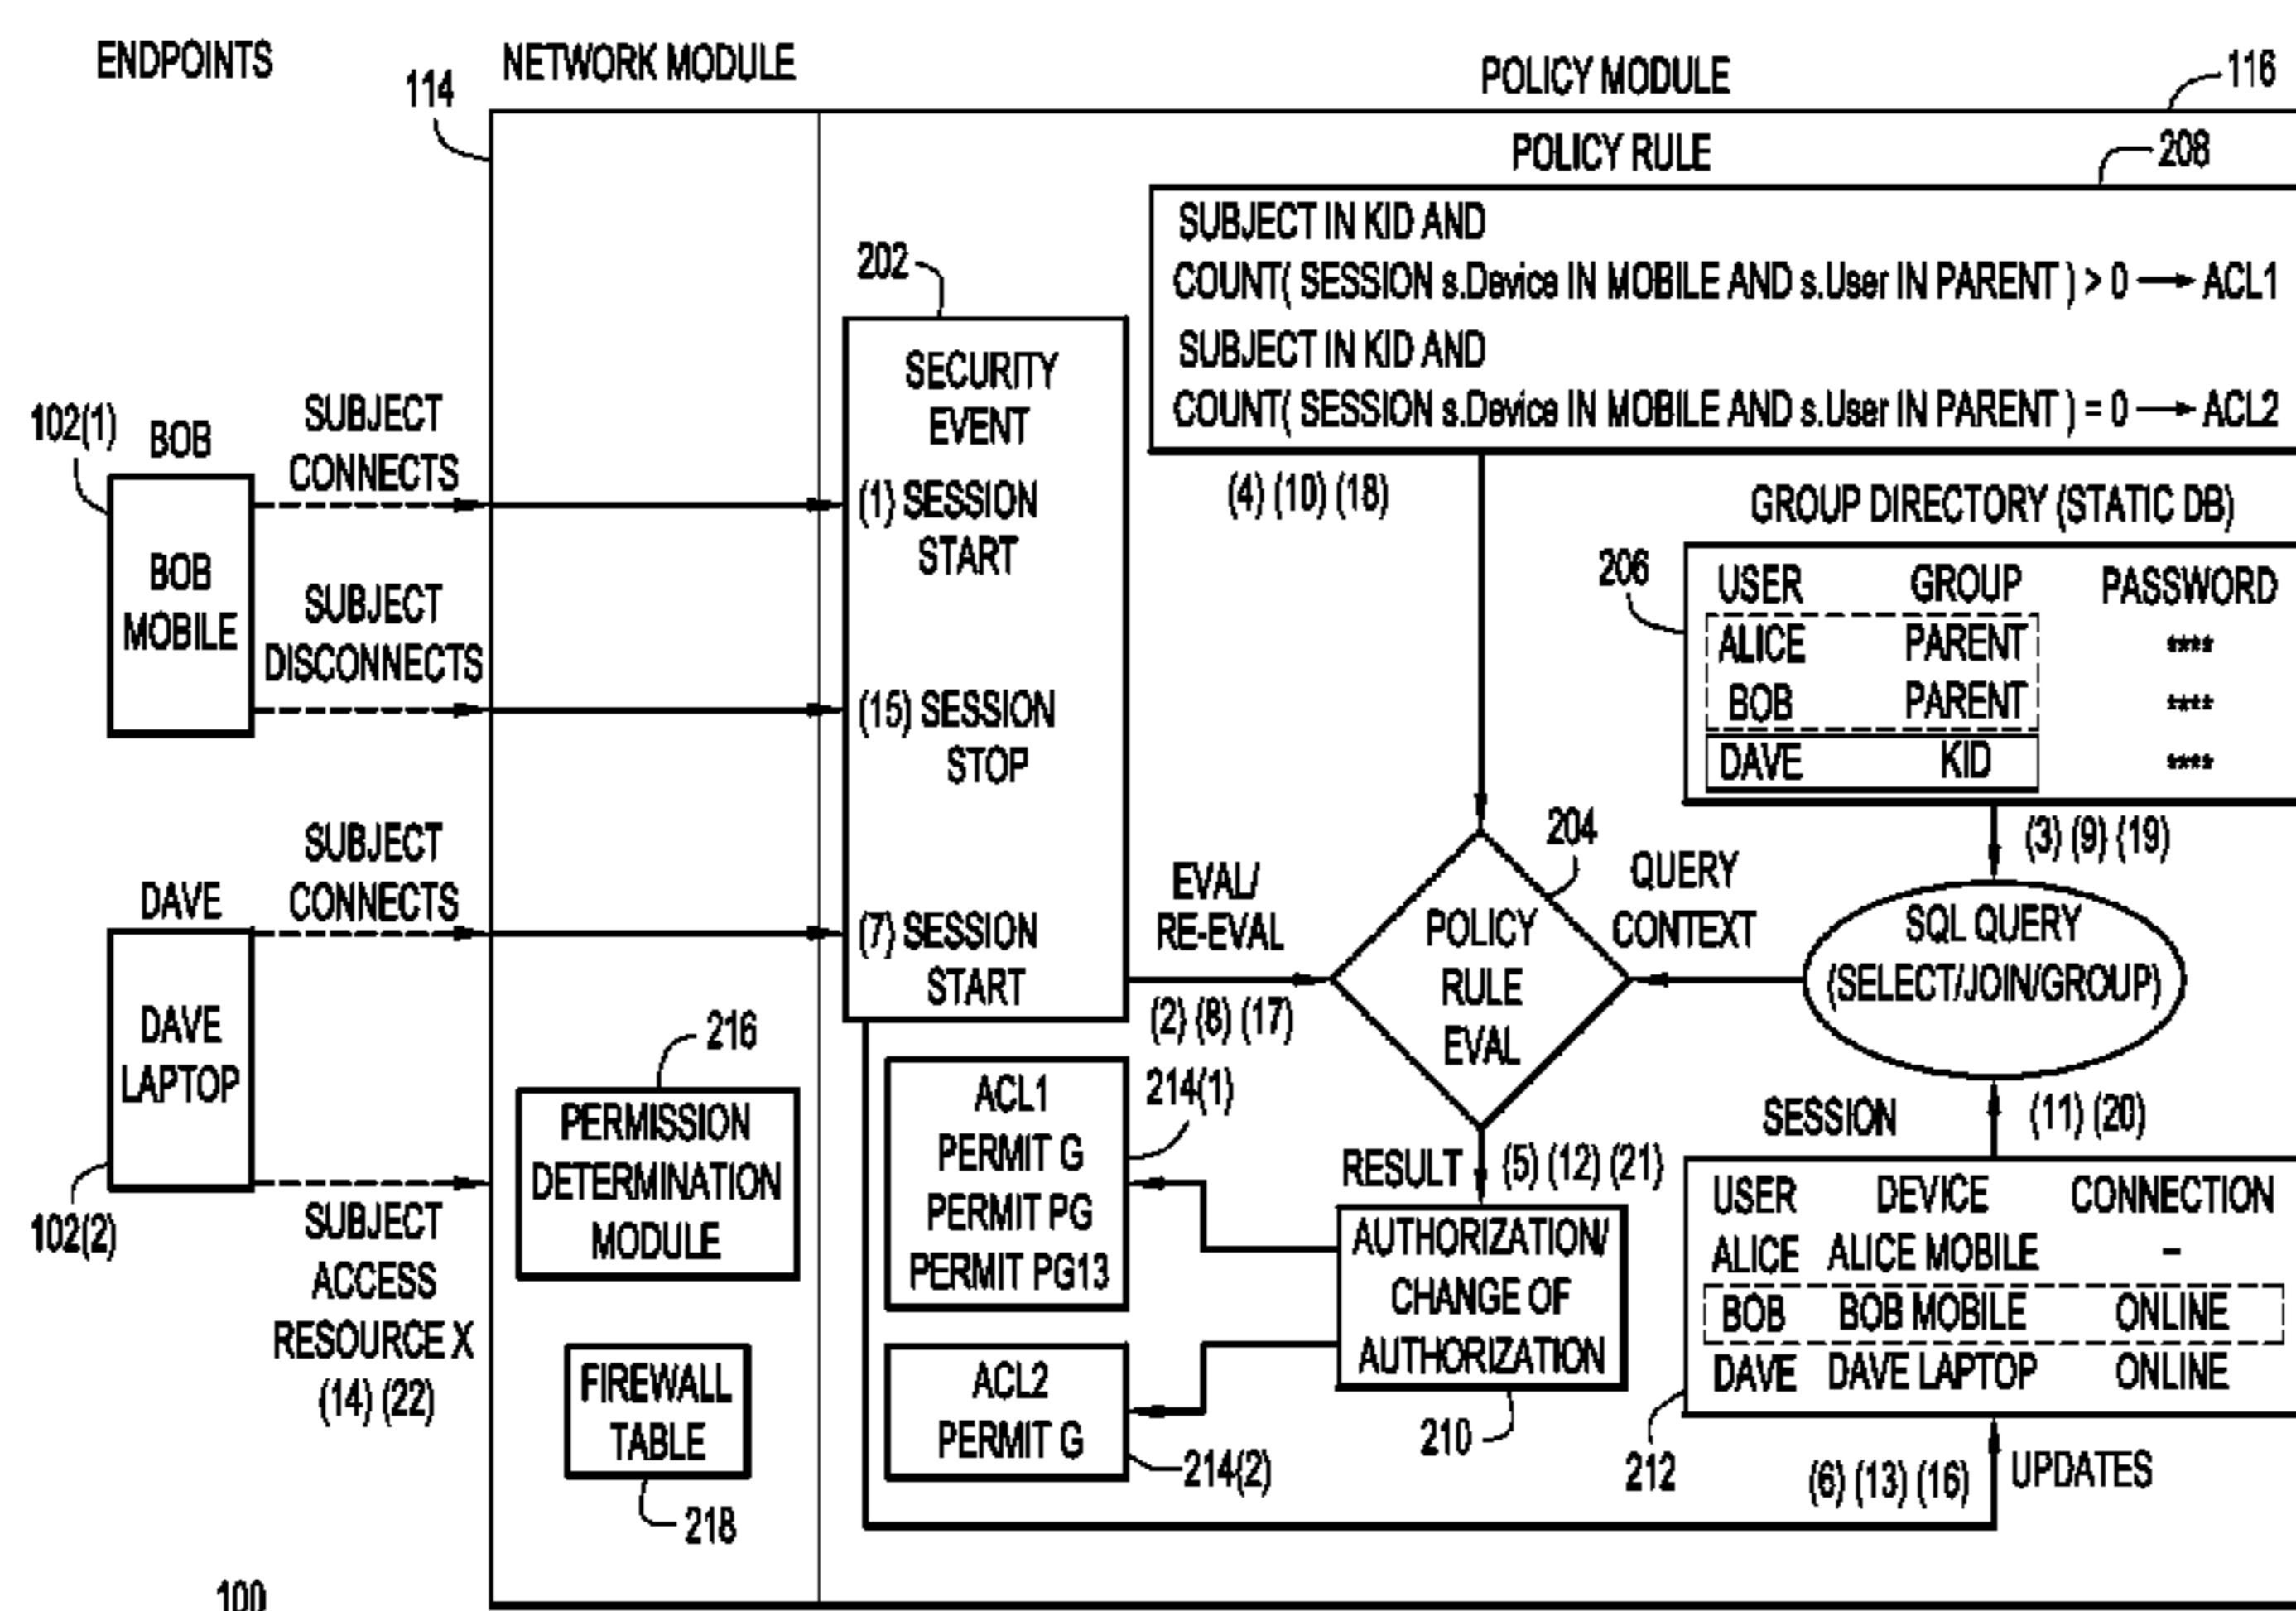 ENDPOINTS
NETWORK MODULE
114
POLICY MODULE
116
POLICY RULE
208
SUBJECT IN KID AND
COUNT( SESSION s.Device IN MOBILE AND s.User IN PARENT ) > 0 → ACL1
SUBJECT IN KID AND
COUNT( SESSION s.Device IN MOBILE AND s.User IN PARENT ) = 0 → ACL2
202
SECURITY
EVENT
(1) SESSION
START
(15) SESSION
STOP
(7) SESSION
START
102(1)
BOB
BOB
MOBILE
SUBJECT
CONNECTS
SUBJECT
DISCONNECTS
DAVE
DAVE
LAPTOP
102(2)
SUBJECT
CONNECTS
SUBJECT
ACCESS
RESOURCE X
(14) (22)
(4) (10) (18)
GROUP DIRECTORY (STATIC DB)
206
USER GROUP PASSWORD
ALICE PARENT ****
BOB PARENT ****
DAVE KID ****
(3) (9) (19)
204
EVAL/
RE-EVAL
(2) (8) (17)
POLICY
RULE
EVAL
QUERY
CONTEXT
SQL QUERY
(SELECT/JOIN/GROUP)
216
PERMISSION
DETERMINATION
MODULE
FIREWALL
TABLE
218
ACL1
PERMIT G
PERMIT PG
PERMIT PG13
214(1)
ACL2
PERMIT G
214(2)
RESULT
(5) (12) (21)
AUTHORIZATION/
CHANGE OF
AUTHORIZATION
210
SESSION
(11) (20)
USER DEVICE CONNECTION
ALICE ALICE MOBILE –
BOB BOB MOBILE ONLINE
DAVE DAVE LAPTOP ONLINE
212
(6) (13) (16)
UPDATES
100